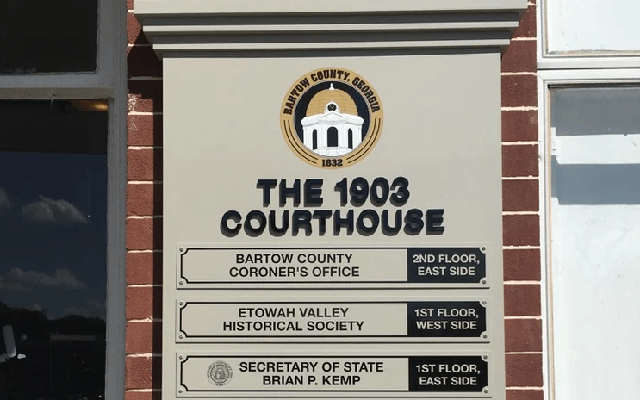 BARTOW COUNTY, GEORGIA
1832
THE 1903
COURTHOUSE
BARTOW COUNTY
CORONER'S OFFICE
2ND FLOOR,
EAST SIDE
ETOWAH VALLEY
HISTORICAL SOCIETY
1ST FLOOR,
WEST SIDE
SECRETARY OF STATE
BRIAN P. KEMP
1ST FLOOR,
EAST SIDE